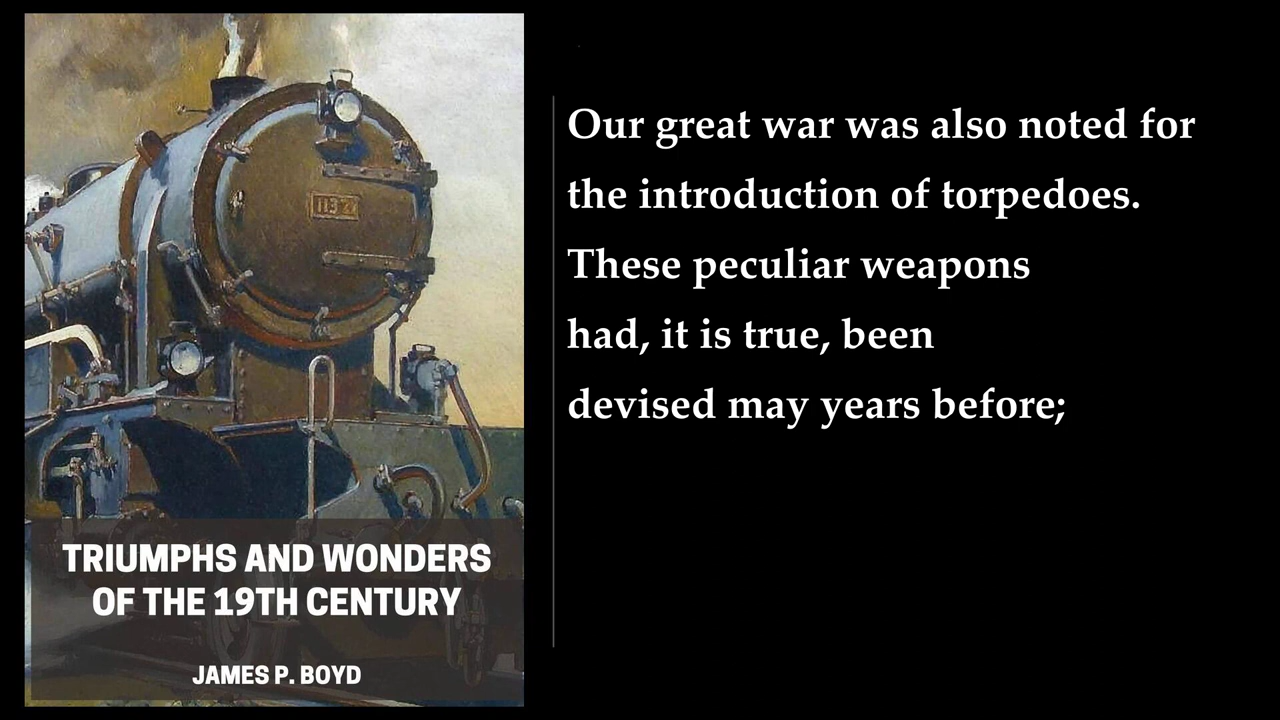 Our great war was also noted for
the introduction of torpedoes.
These peculiar weapons
had, it is true, been
devised may years before;
1132
TRIUMPHS AND WONDERS
OF THE 19TH CENTURY
JAMES P. BOYD